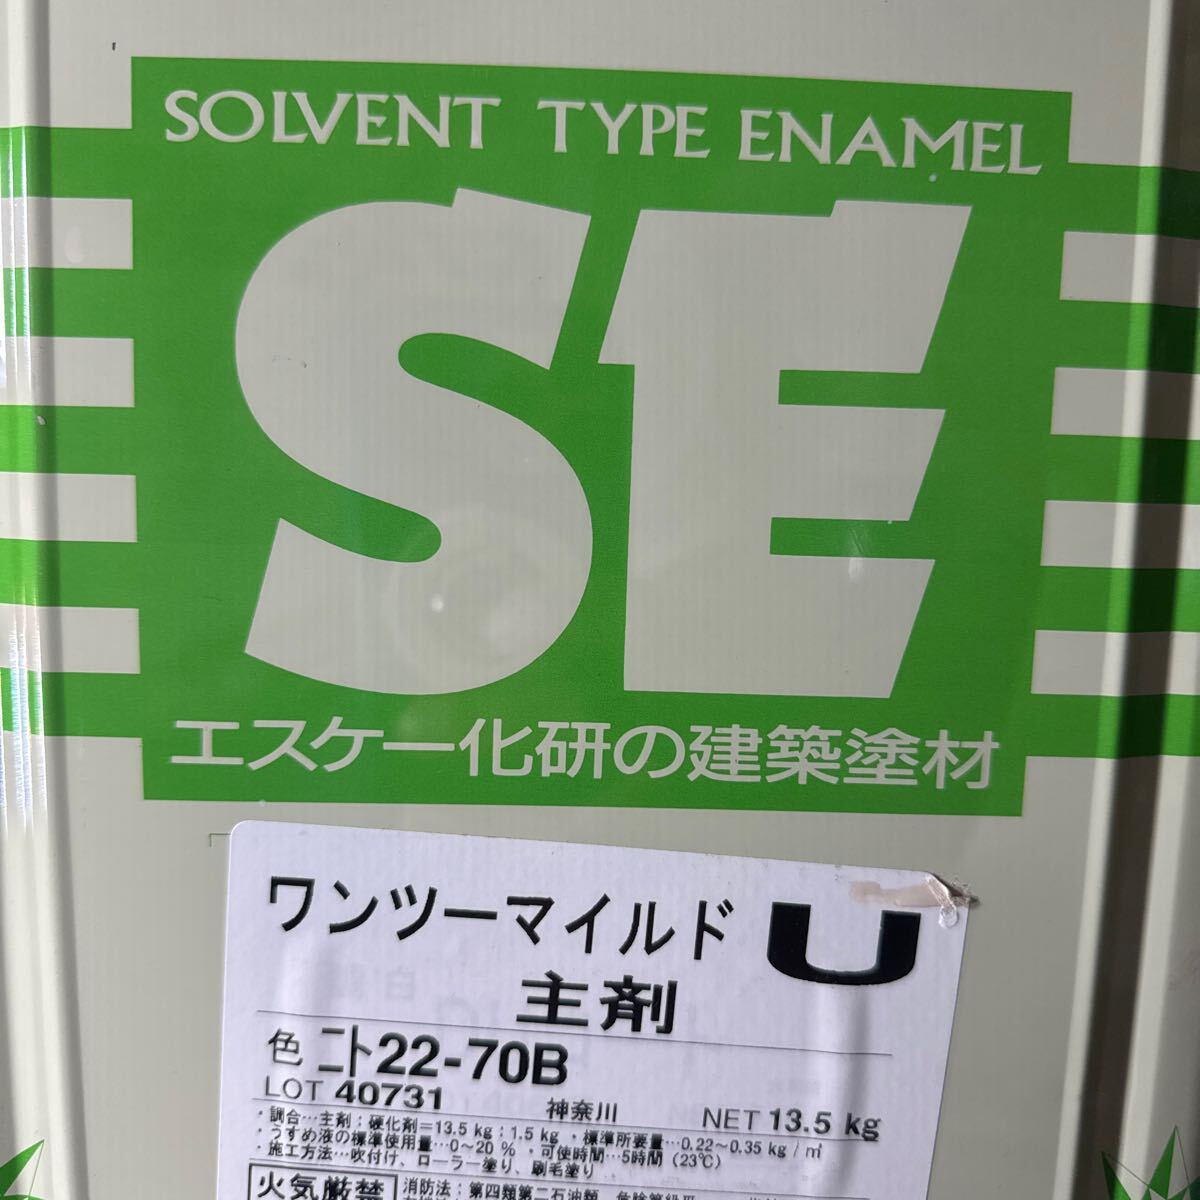 SOLVENT TYPE ENAMEL
SE
エスケー化研の建築塗材
ワンツーマイルド U
主剤
色 ニト22-70B
LOT 40731 神奈川 NET 13.5 kg
・調合…主剤：硬化剤＝13.5 kg：1.5 kg ・標準所要量…0.22～0.35 kg / ㎡
・うすめ液の標準使用量…0～20 % ・可使時間…5時間（23℃）
・施工方法…吹付け、ローラー塗り、刷毛塗り
火気厳禁
消防法：第四類第二石油類